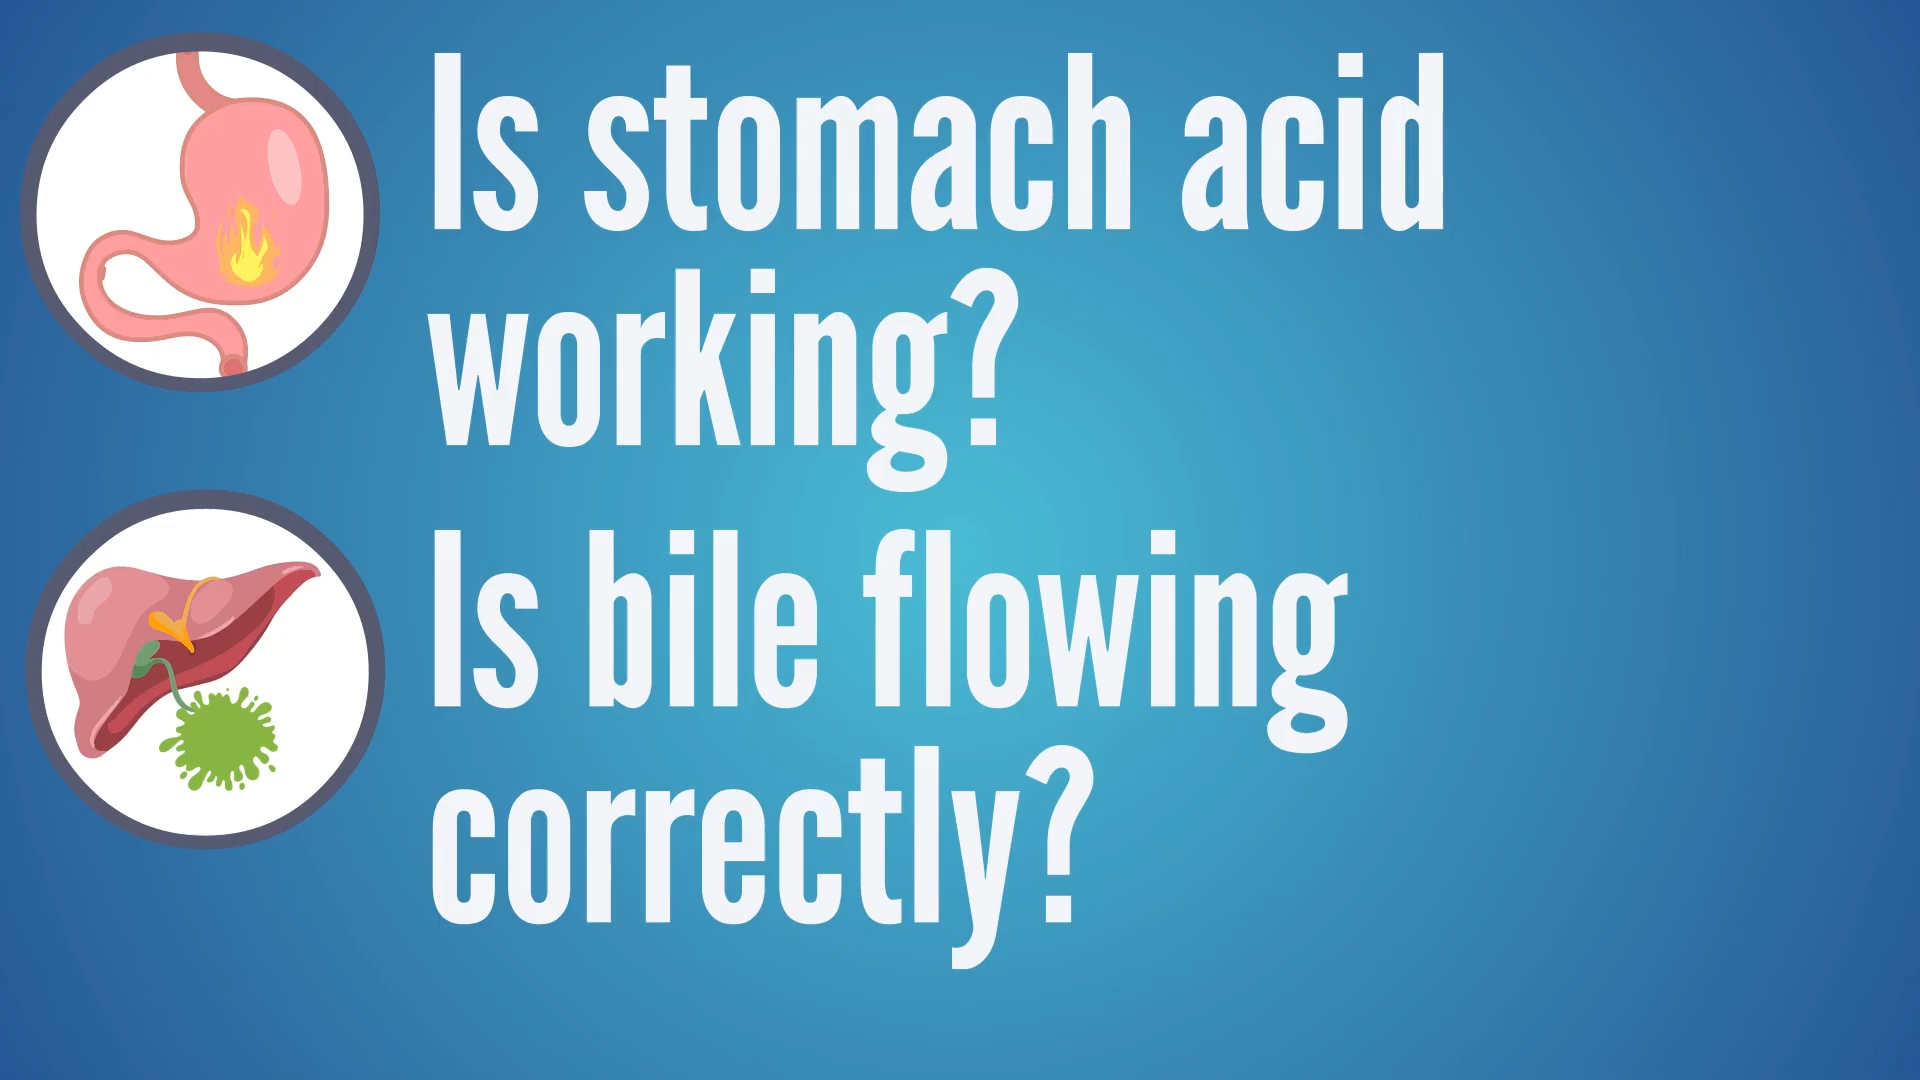 Is stomach acid
working?
Is bile flowing
correctly?